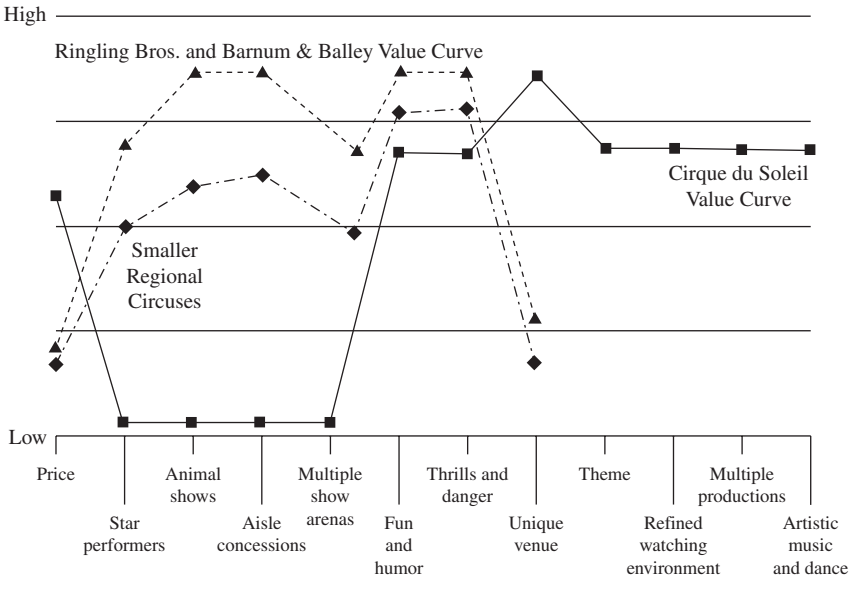 High
Ringling Bros. and Barnum & Balley Value Curve
Cirque du Soleil
Value Curve
Smaller
Regional
Circuses
Low
Price
Star
performers
Animal
shows
Aisle
concessions
Multiple
show
arenas
Fun
and
humor
Thrills and
danger
Unique
venue
Theme
Refined
watching
environment
Multiple
productions
Artistic
music
and dance